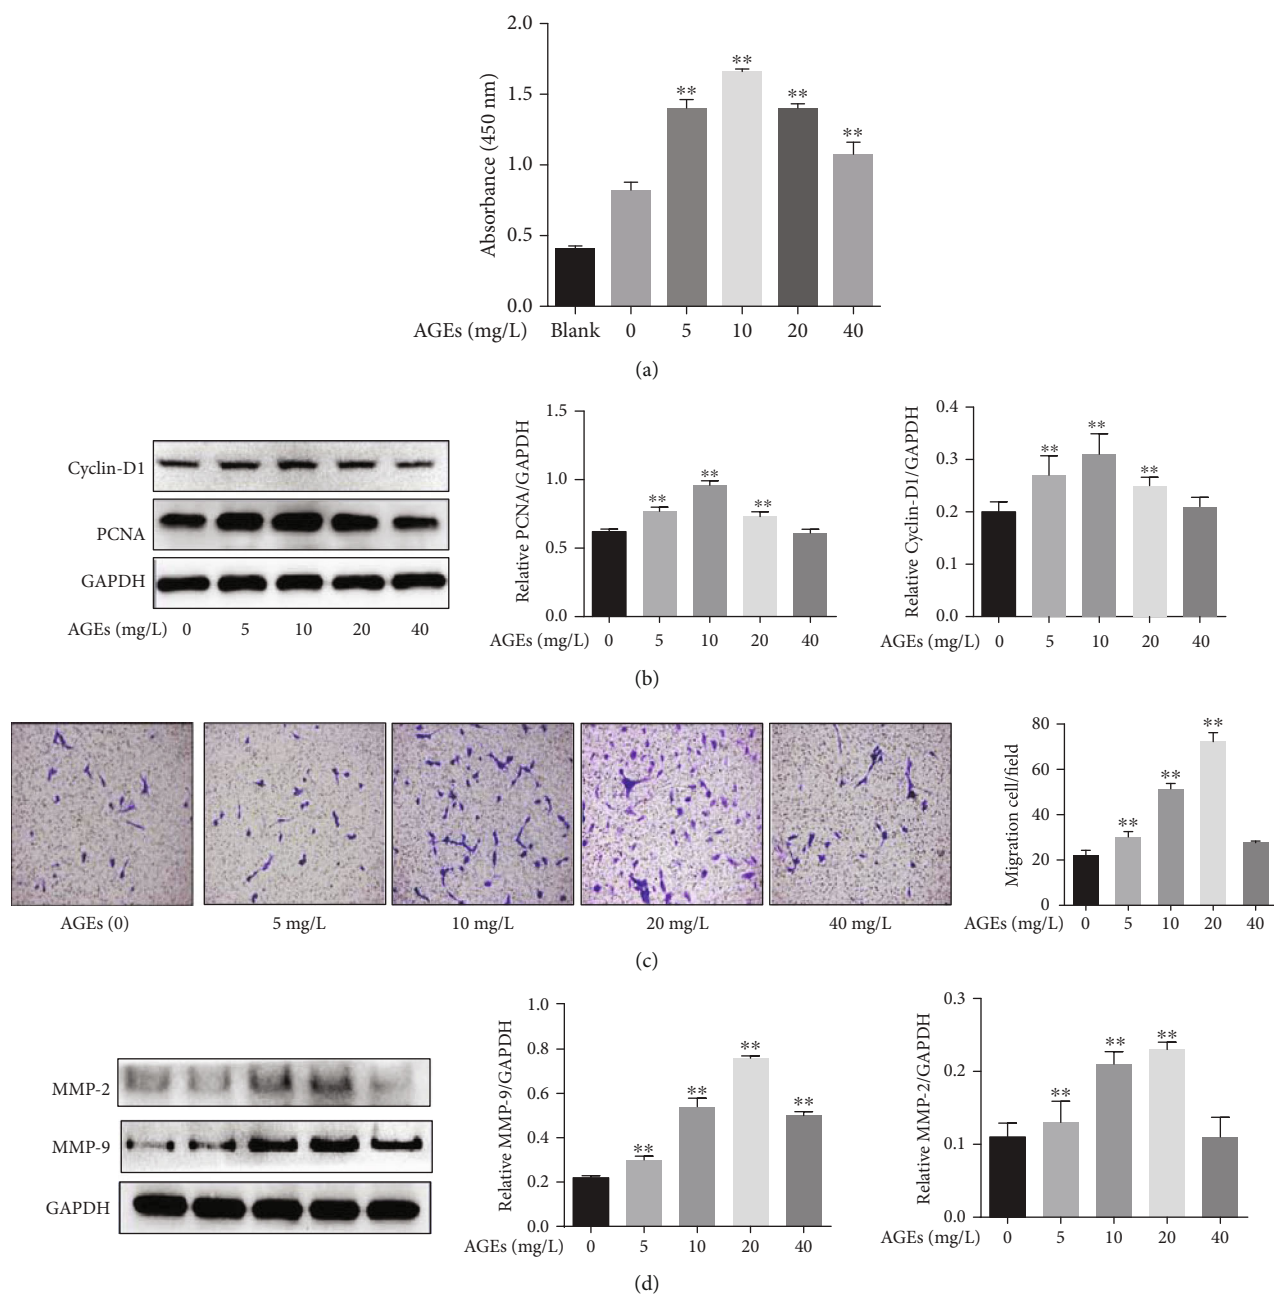 2.0
1.5
1.0
0.5
0.0
Absorbance (450 nm)
** ** ** **
AGEs (mg/L) Blank 0 5 10 20 40
(a)
Cyclin-D1
PCNA
GAPDH
AGEs (mg/L) 0 5 10 20 40
1.5
1.0
0.5
0.0
Relative PCNA/GAPDH
** ** **
AGEs (mg/L) 0 5 10 20 40
0.4
0.3
0.2
0.1
0.0
Relative Cyclin-D1/GAPDH
** ** **
AGEs (mg/L) 0 5 10 20 40
(b)
AGEs (0) 5 mg/L 10 mg/L 20 mg/L 40 mg/L
80
60
40
20
0
Migration cell/field
** ** **
AGEs (mg/L) 0 5 10 20 40
(c)
MMP-2
MMP-9
GAPDH
1.0
0.8
0.6
0.4
0.2
0.0
Relative MMP-9/GAPDH
** ** ** **
AGEs (mg/L) 0 5 10 20 40
0.3
0.2
0.1
0.0
Relative MMP-2/GAPDH
** ** **
AGEs (mg/L) 0 5 10 20 40
(d)